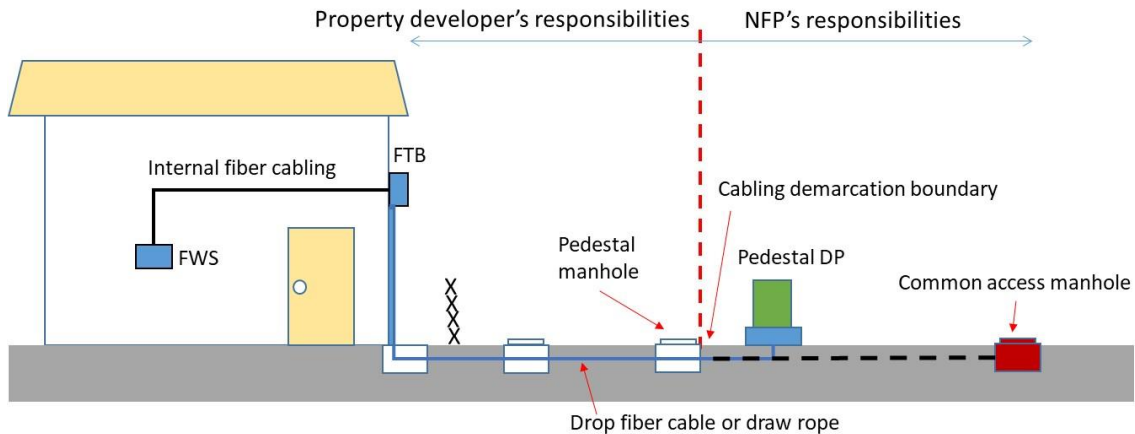 Property developer's responsibilities
NFP's responsibilities
FTB
Internal fiber cabling
Cabling demarcation boundary
FWS
Pedestal
manhole
Pedestal DP
Common access manhole
X
X
X
X
Drop fiber cable or draw rope